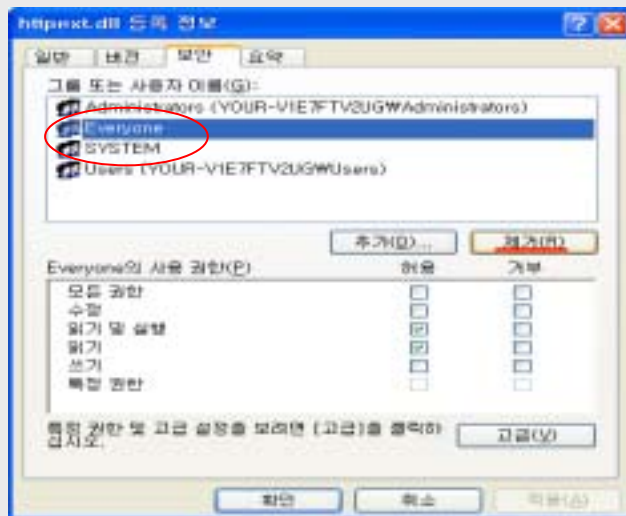 httpext.dll 등록 정보
일반 버전 보안 요약
그룹 또는 사용자 이름(G):
Administrators (YOUR-V1E7FTV2UG₩Administrators)
Everyone
SYSTEM
Users (YOUR-V1E7FTV2UG₩Users)
추가(D)... 제거(R)
Everyone의 사용 권한(P) 허용 거부
모든 권한
수정
읽기 및 실행
읽기
쓰기
특정 권한
특정 권한 및 고급 설정을 보려면 [고급]을 클릭하
십시오.
고급(V)
확인 취소 적용(A)